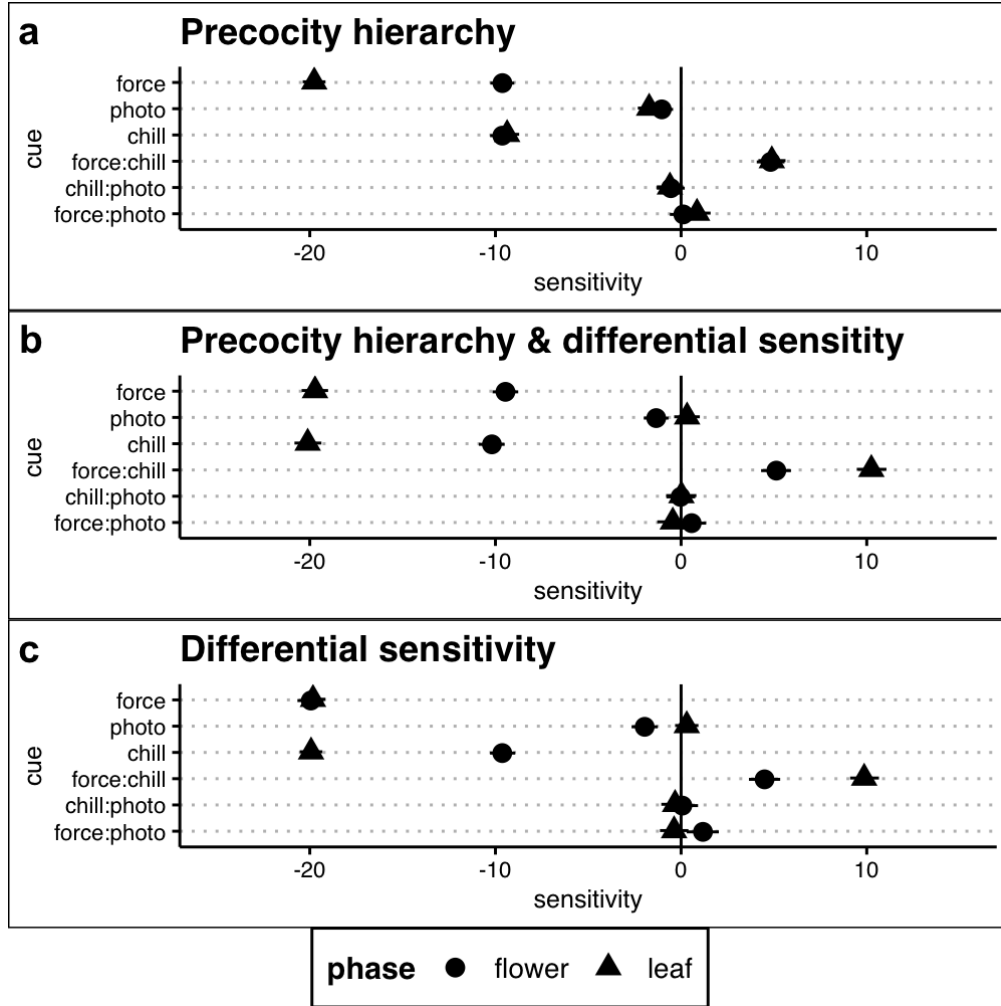 a Precocity hierarchy
force
photo
chill
force:chill
chill:photo
force:photo
cue
-20 -10 0 10
sensitivity
b Precocity hierarchy & differential sensitity
force
photo
chill
force:chill
chill:photo
force:photo
cue
-20 -10 0 10
sensitivity
c Differential sensitivity
force
photo
chill
force:chill
chill:photo
force:photo
cue
-20 -10 0 10
sensitivity
phase flower leaf